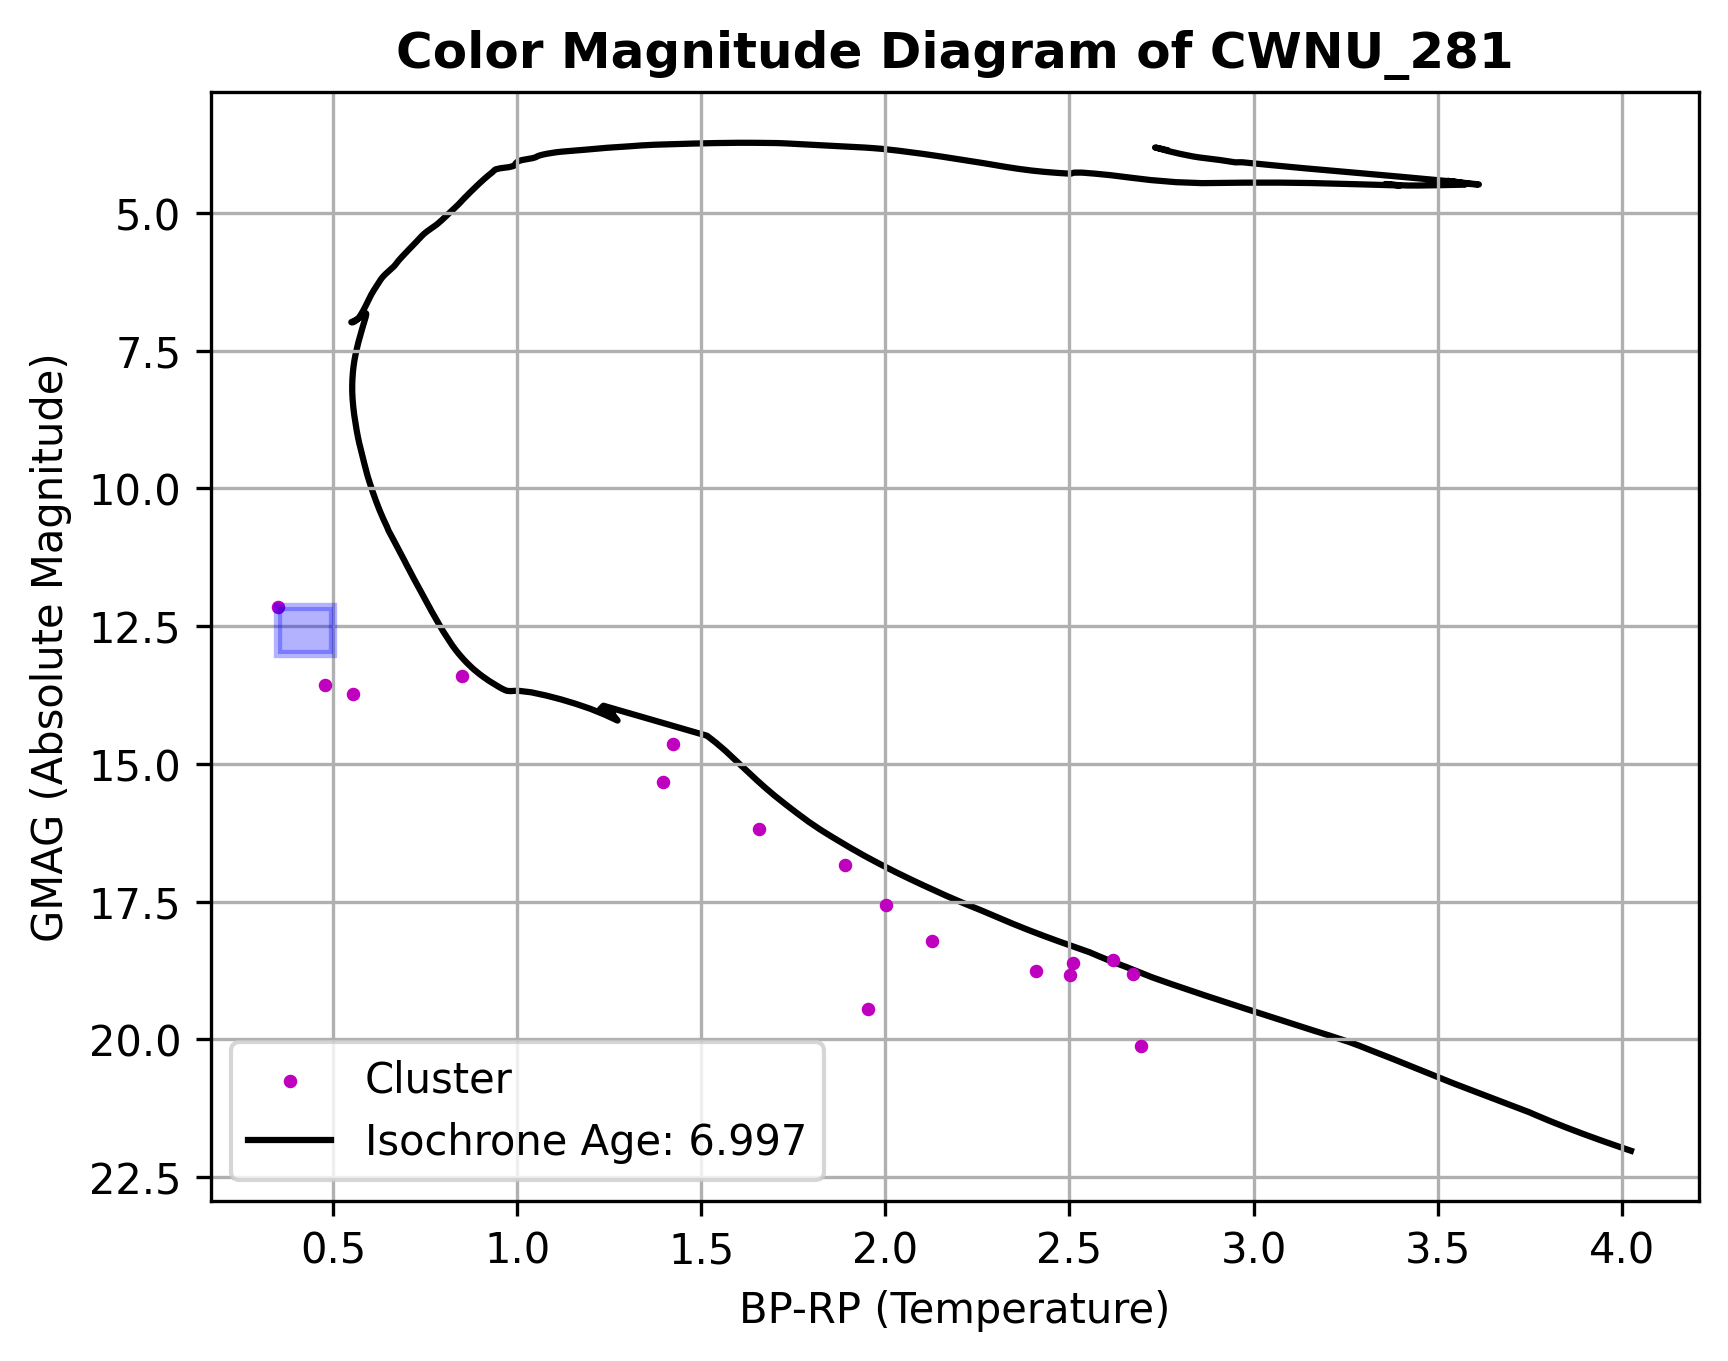 Color Magnitude Diagram of CWNU_281
GMAG (Absolute Magnitude)
5.0
7.5
10.0
12.5
15.0
17.5
20.0
22.5
Cluster
Isochrone Age: 6.997
0.5 1.0 1.5 2.0 2.5 3.0 3.5 4.0
BP-RP (Temperature)